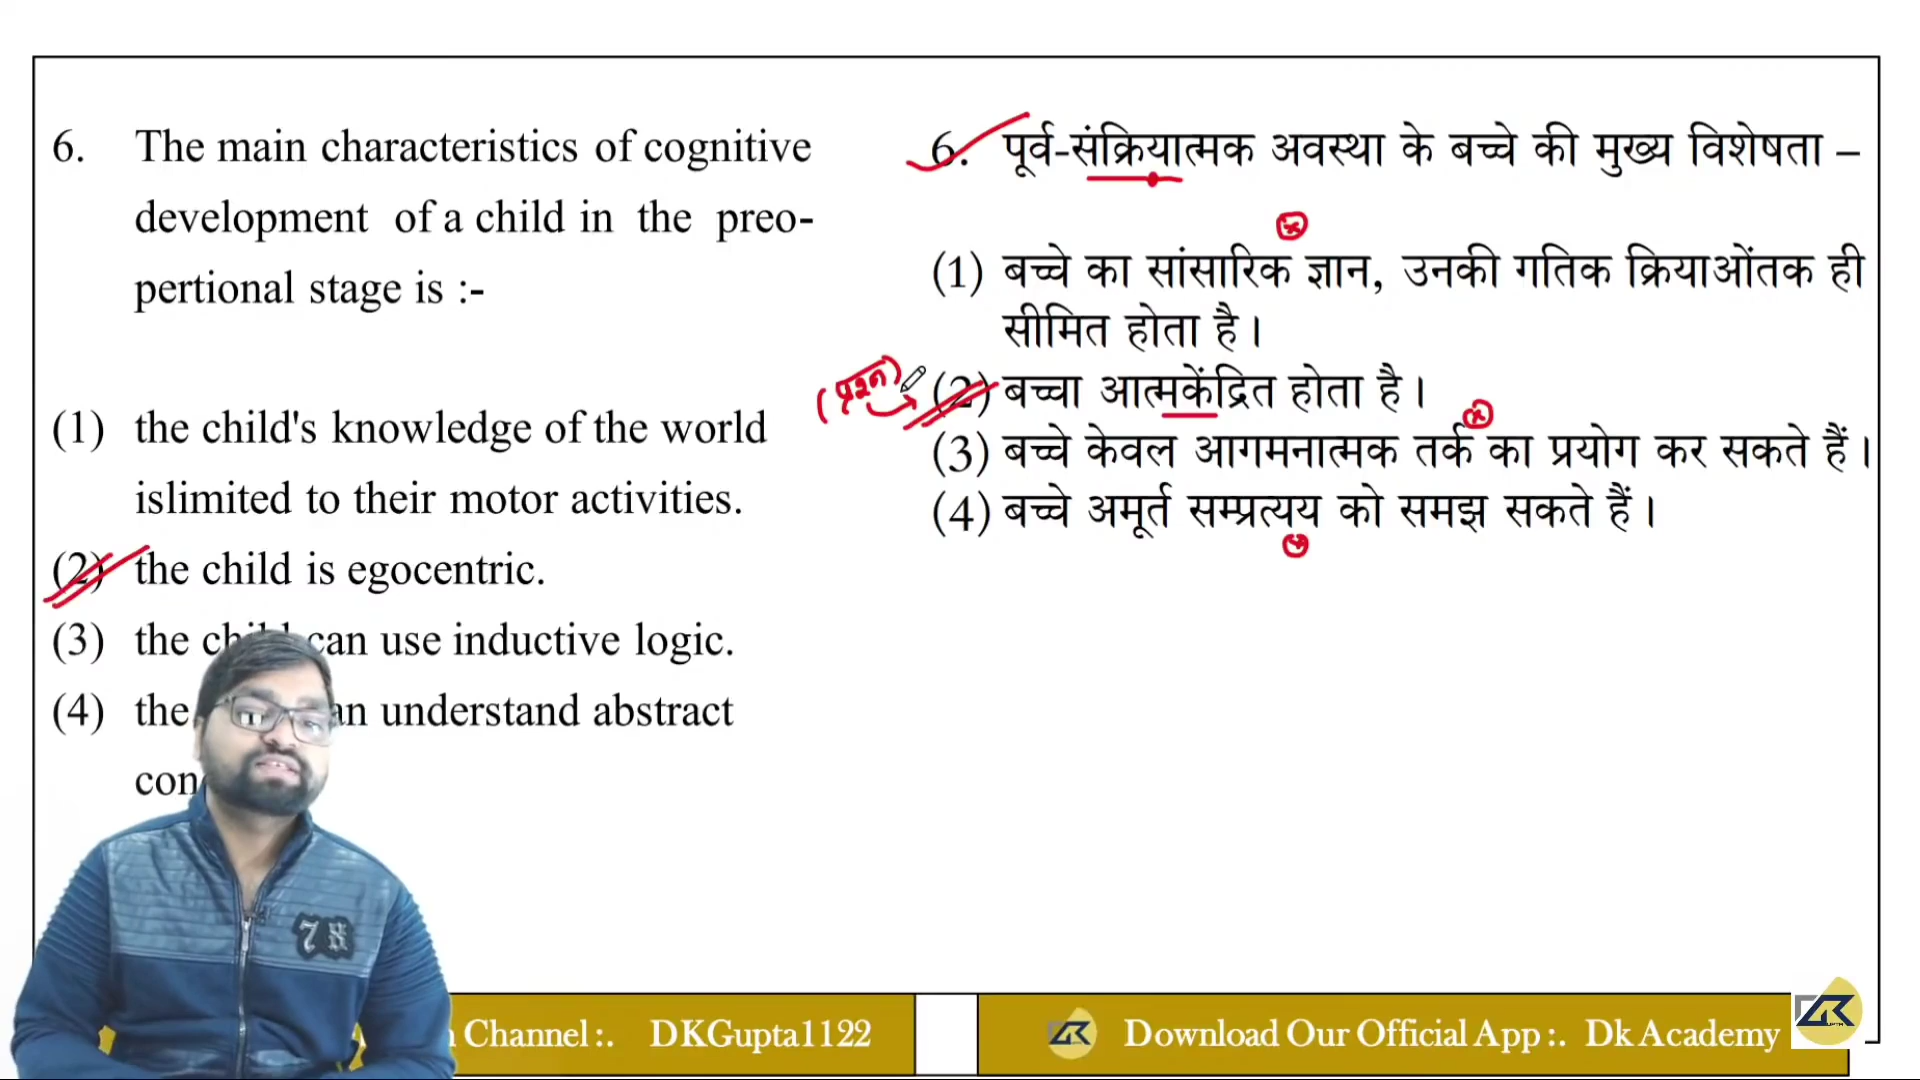 6. The main characteristics of cognitive
development of a child in the preo-
pertional stage is :-
(1) the child's knowledge of the world
islimited to their motor activities.
(2) the child is egocentric.
(3) the child can use inductive logic.
(4) the an understand abstract
con
6. पूर्व-संक्रियात्मक अवस्था के बच्चे की मुख्य विशेषता –
(1) बच्चे का सांसारिक ज्ञान, उनकी गतिक क्रियाओंतक ही
सीमित होता है।
(प्रश्न)
(2) बच्चा आत्मकेंद्रित होता है।
(3) बच्चे केवल आगमनात्मक तर्क का प्रयोग कर सकते हैं।
(4) बच्चे अमूर्त सम्प्रत्यय को समझ सकते हैं।
78
Channel :. DKGupta1122
Download Our Official App :. Dk Academy